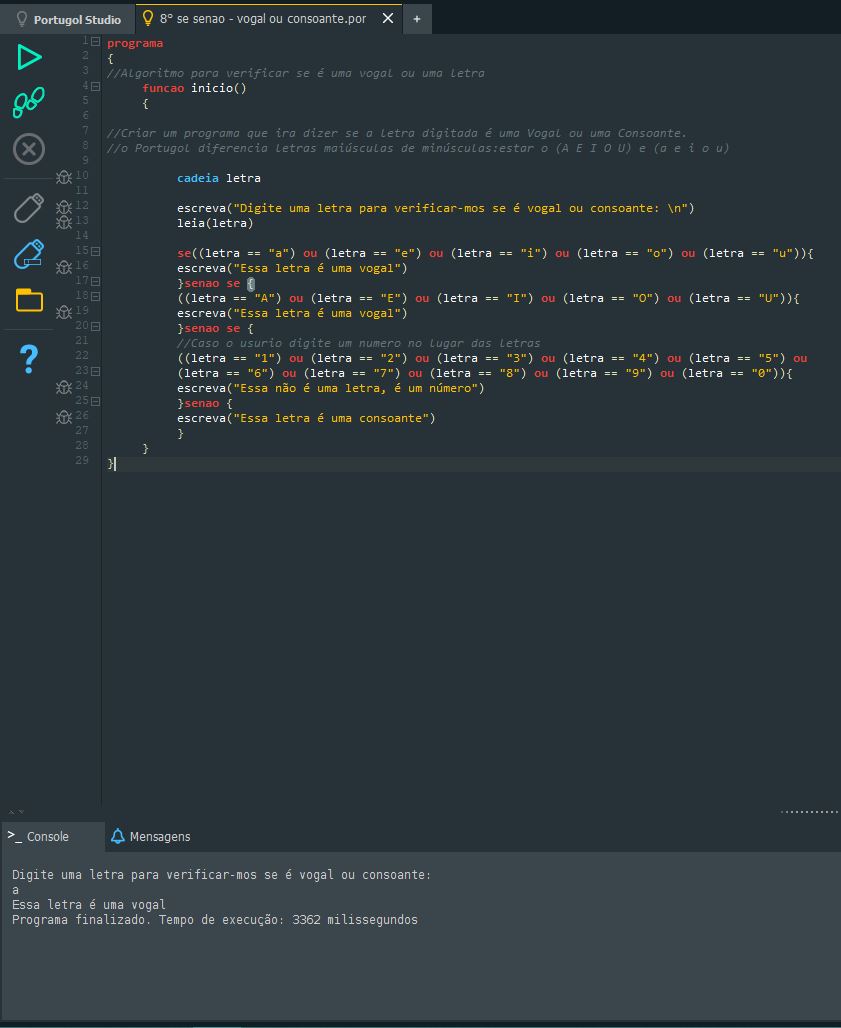 Portugol Studio
8° se senao - vogal ou consoante.por
+
1 programa
2 {
3 //Algoritmo para verificar se é uma vogal ou uma letra
4 funcao inicio()
5 {
6
7 //Criar um programa que ira dizer se a letra digitada é uma Vogal ou uma Consoante.
8 //o Portugol diferencia letras maiúsculas de minúsculas:estar o (A E I O U) e (a e i o u)
9
10 cadeia letra
11
12 escreva("Digite uma letra para verificar-mos se é vogal ou consoante: \n")
13 leia(letra)
14
15 se((letra == "a") ou (letra == "e") ou (letra == "i") ou (letra == "o") ou (letra == "u")){
16 escreva("Essa letra é uma vogal")
17 }senao se {
18 ((letra == "A") ou (letra == "E") ou (letra == "I") ou (letra == "O") ou (letra == "U")){
19 escreva("Essa letra é uma vogal")
20 }senao se {
21 //Caso o usurio digite um numero no lugar das letras
22 ((letra == "1") ou (letra == "2") ou (letra == "3") ou (letra == "4") ou (letra == "5") ou
23 (letra == "6") ou (letra == "7") ou (letra == "8") ou (letra == "9") ou (letra == "0")){
24 escreva("Essa não é uma letra, é um número")
25 }senao {
26 escreva("Essa letra é uma consoante")
27 }
28 }
29 }
>_ Console
Mensagens
Digite uma letra para verificar-mos se é vogal ou consoante:
a
Essa letra é uma vogal
Programa finalizado. Tempo de execução: 3362 milissegundos